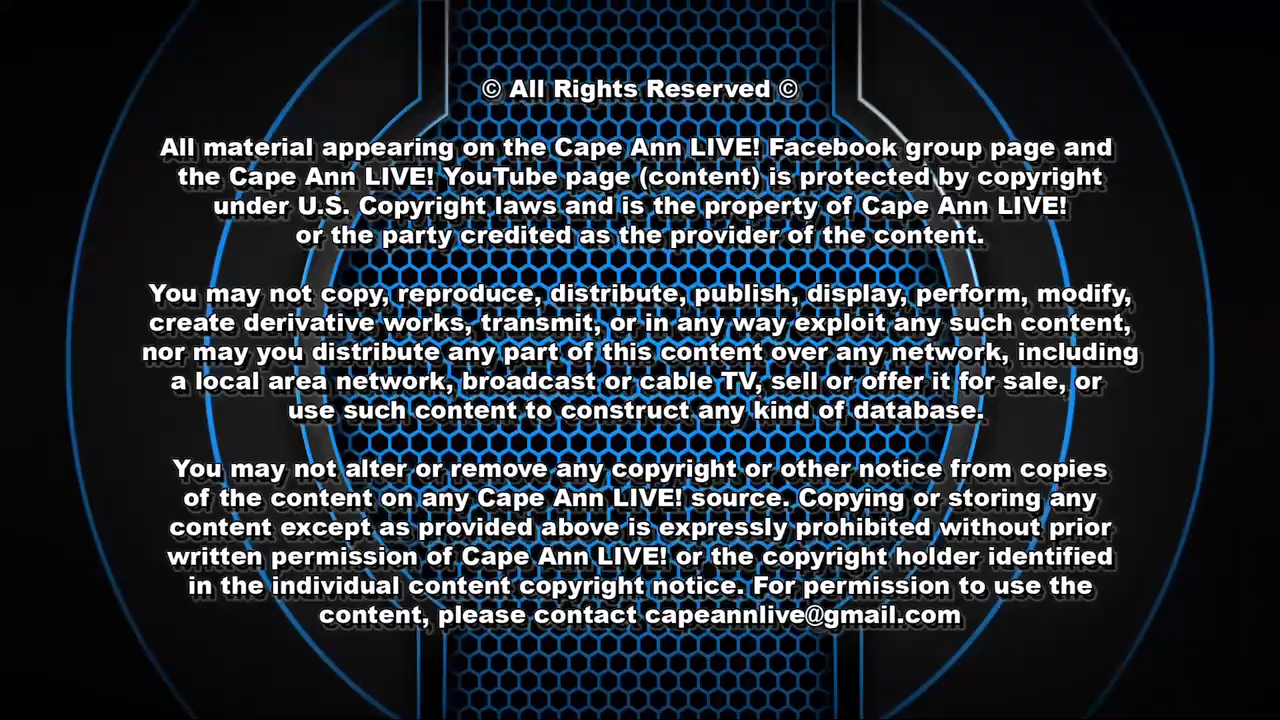 © All Rights Reserved ©
All material appearing on the Cape Ann LIVE! Facebook group page and
the Cape Ann LIVE! YouTube page (content) is protected by copyright
under U.S. Copyright laws and is the property of Cape Ann LIVE!
or the party credited as the provider of the content.
You may not copy, reproduce, distribute, publish, display, perform, modify,
create derivative works, transmit, or in any way exploit any such content,
nor may you distribute any part of this content over any network, including
a local area network, broadcast or cable TV, sell or offer it for sale, or
use such content to construct any kind of database.
You may not alter or remove any copyright or other notice from copies
of the content on any Cape Ann LIVE! source. Copying or storing any
content except as provided above is expressly prohibited without prior
written permission of Cape Ann LIVE! or the copyright holder identified
in the individual content copyright notice. For permission to use the
content, please contact capeannlive@gmail.com